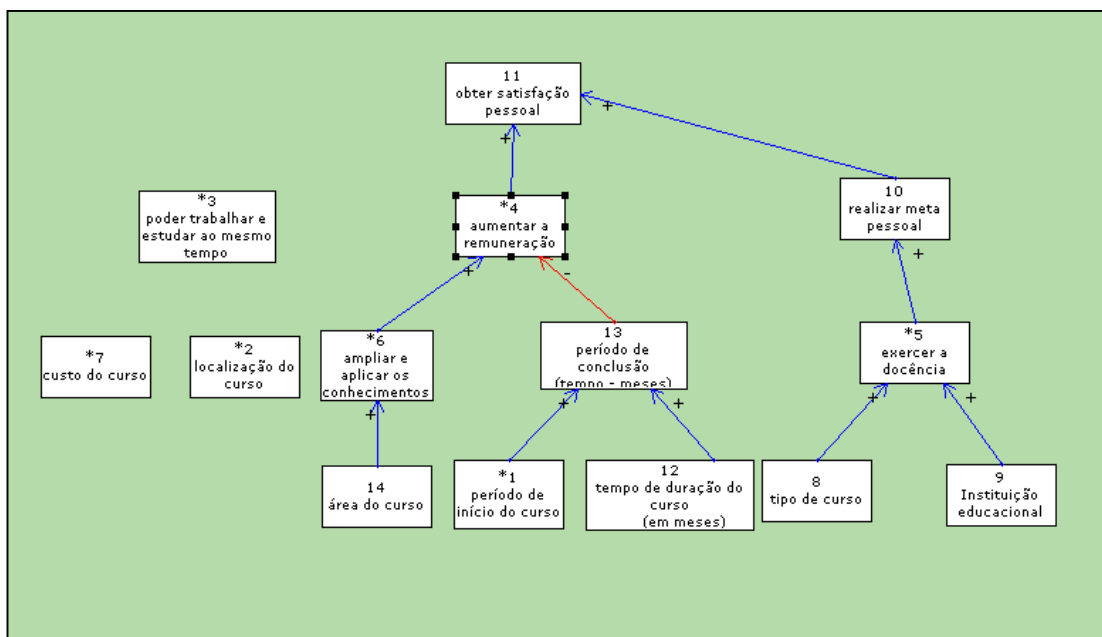 11
obter satisfação
pessoal
+
+
10
realizar meta
pessoal
*3
poder trabalhar e
estudar ao mesmo
tempo
*4
aumentar a
remuneração
+
-
+
*7
custo do curso
*2
localização do
curso
*6
ampliar e
aplicar os
conhecimentos
13
período de
conclusão
(tempo - meses)
*5
exercer a
docência
+
+
+
+
+
14
área do curso
*1
período de
início do curso
12
tempo de duração do
curso
(em meses)
8
tipo de curso
9
Instituição
educacional